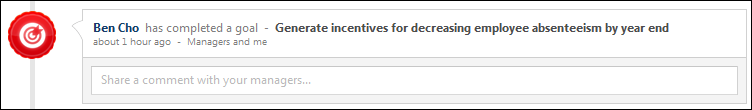 Ben Cho has completed a goal - Generate incentives for decreasing employee absenteeism by year end
about 1 hour ago - Managers and me
Share a comment with your managers...